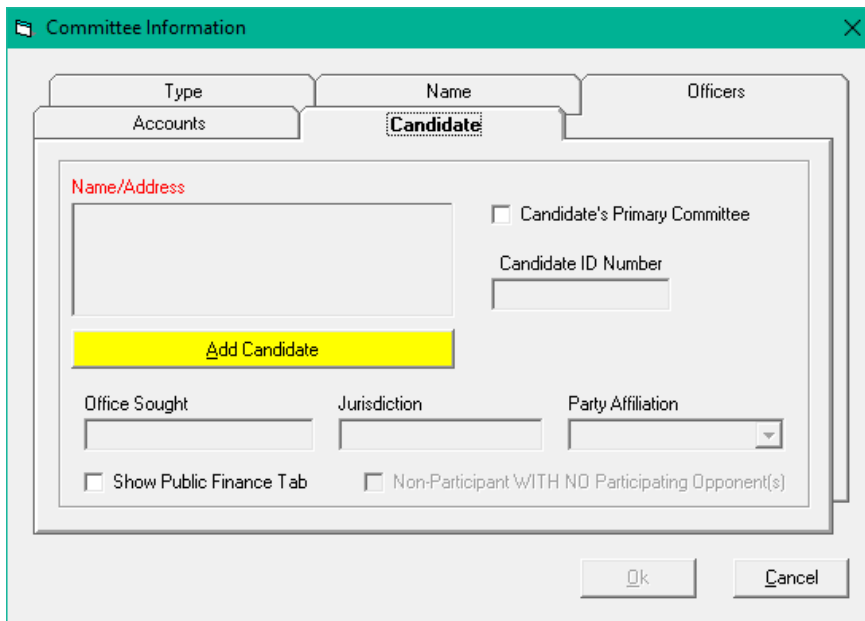 Committee Information
Type
Name
Officers
Accounts
Candidate
Name/Address
Candidate's Primary Committee
Candidate ID Number
Add Candidate
Office Sought
Jurisdiction
Party Affiliation
Show Public Finance Tab
Non-Participant WITH NO Participating Opponent(s)
Ok
Cancel